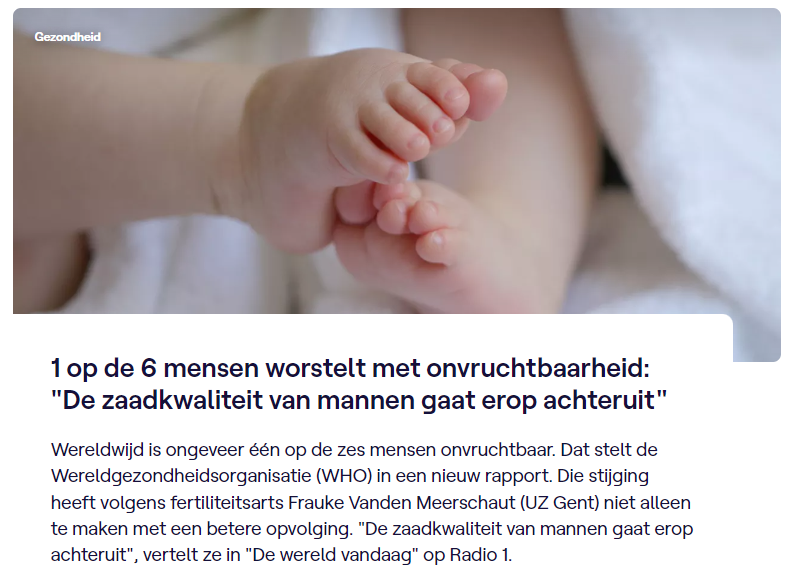 Gezondheid
1 op de 6 mensen worstelt met onvruchtbaarheid:
"De zaadkwaliteit van mannen gaat erop achteruit"
Wereldwijd is ongeveer één op de zes mensen onvruchtbaar. Dat stelt de
Wereldgezondheidsorganisatie (WHO) in een nieuw rapport. Die stijging
heeft volgens fertiliteitsarts Frauke Vanden Meerschaut (UZ Gent) niet alleen
te maken met een betere opvolging. "De zaadkwaliteit van mannen gaat erop
achteruit", vertelt ze in "De wereld vandaag" op Radio 1.